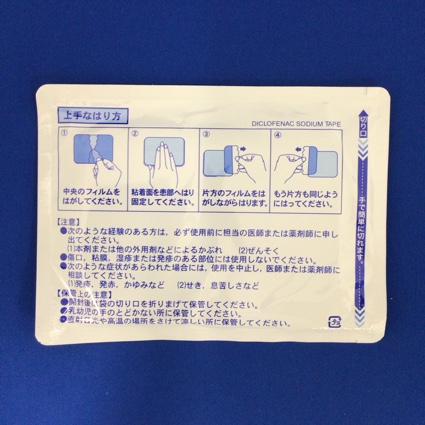 上手なはり方
DICLOFENAC SODIUM TAPE
①
中央のフィルムを
はがしてください。
②
粘着面を患部へはり
固定してください。
③
片方のフィルムをは
がしながらはります。
④
もう片方も同じよう
にはってください。
切り口
手で簡単に切れます。
【注意】
●次のような経験のある方は、必ず使用前に担当の医師または薬剤師に申し
出てください。
(1)本剤または他の外用剤などによるかぶれ (2)ぜんそく
●傷口、粘膜、湿疹または発疹のある部位には使用しないでください。
●次のような症状があらわれた場合には、使用を中止し、医師または薬剤師に
相談してください。
(1)発疹、発赤、かゆみなど (2)せき、息苦しさなど
【保管上の注意】
●開封後は袋の切り口を折りまげて保管してください。
●乳幼児の手のとどかない所に保管してください。
●直射日光や高温の場所をさけて涼しい所に保管してください。